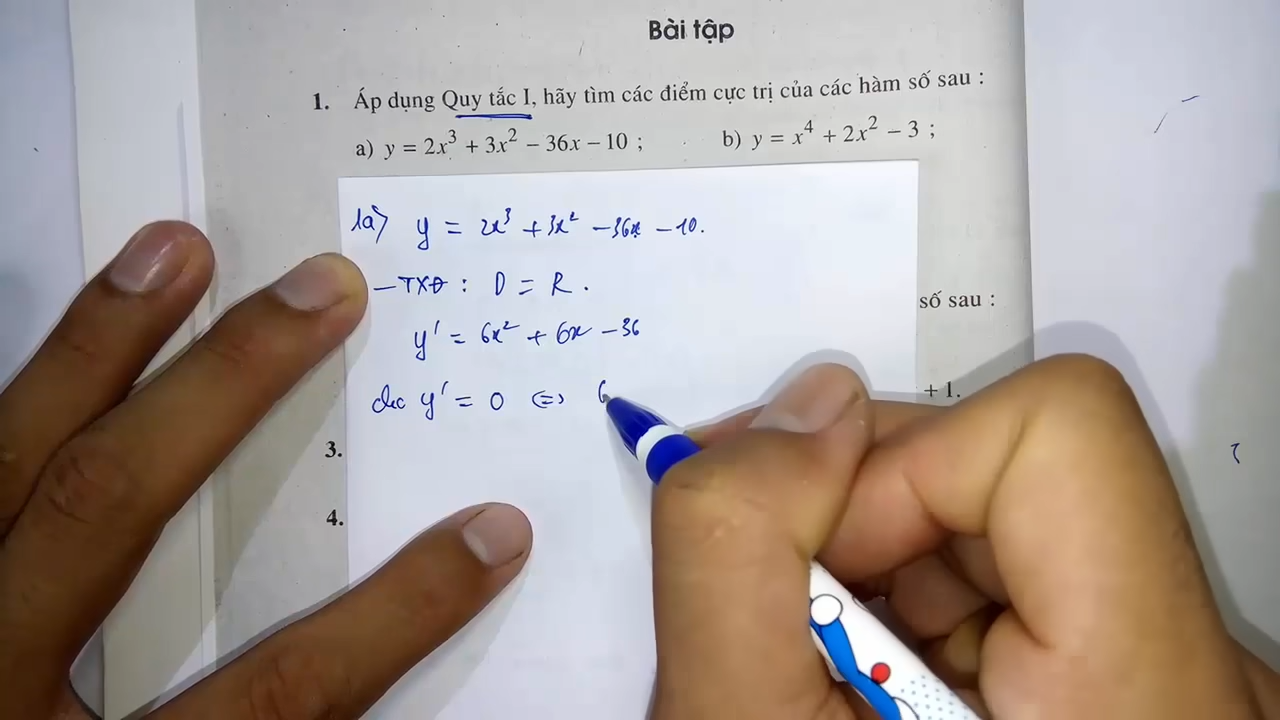 Bài tập
1. Áp dụng Quy tắc I, hãy tìm các điểm cực trị của các hàm số sau :
a) y = 2x³ + 3x² − 36x − 10 ; b) y = x⁴ + 2x² − 3 ;
1a) y = 2x³ + 3x² − 36x − 10.
− TXĐ : D = R .
số sau :
y' = 6x² + 6x − 36
y' = 0 ⇔ 6
+ 1.
3.
4.